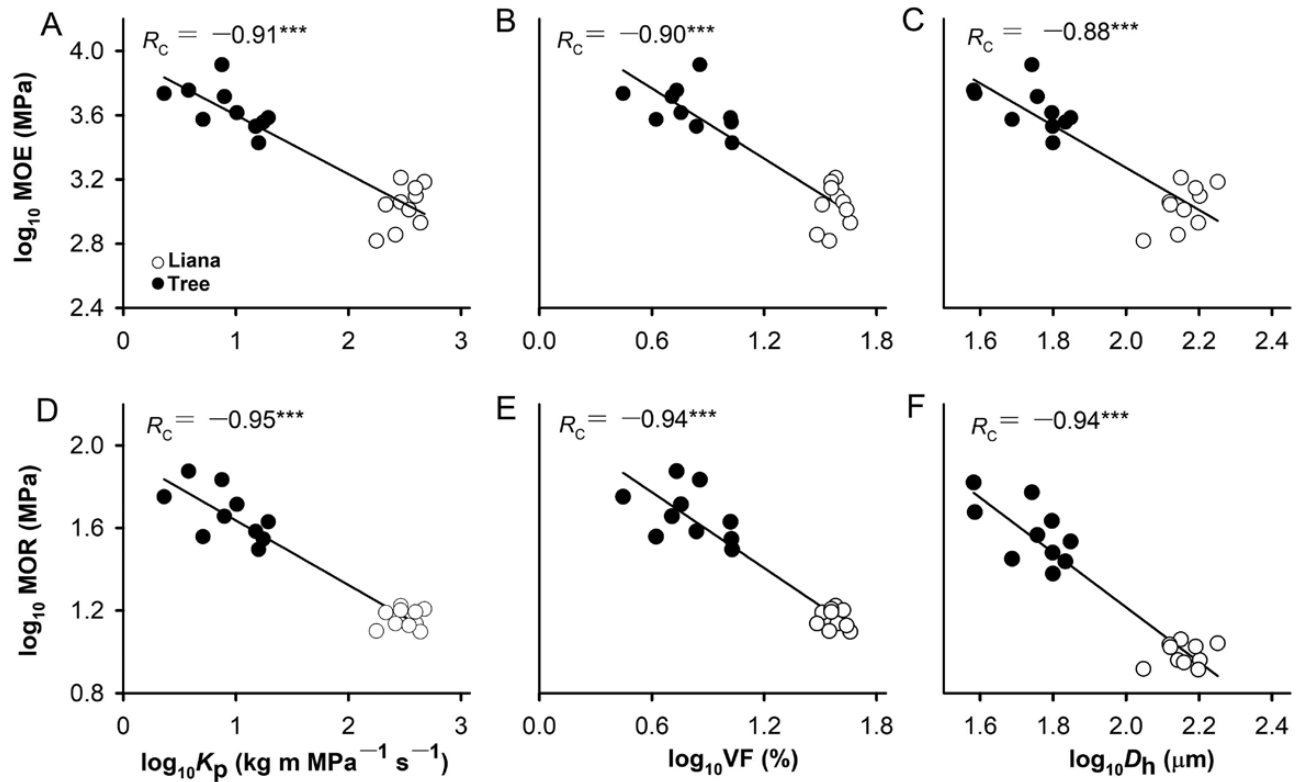 A
R_C = −0.91***
B
R_C = −0.90***
C
R_C = −0.88***
log10 MOE (MPa)
4.0
3.6
3.2
2.8
2.4
Liana
Tree
0 1 2 3
0.0 0.6 1.2 1.8
1.6 1.8 2.0 2.2 2.4
D
R_C = −0.95***
E
R_C = −0.94***
F
R_C = −0.94***
log10 MOR (MPa)
2.0
1.6
1.2
0.8
0 1 2 3
0.0 0.6 1.2 1.8
1.6 1.8 2.0 2.2 2.4
log10Kp (kg m MPa−1 s−1)
log10VF (%)
log10Dh (µm)